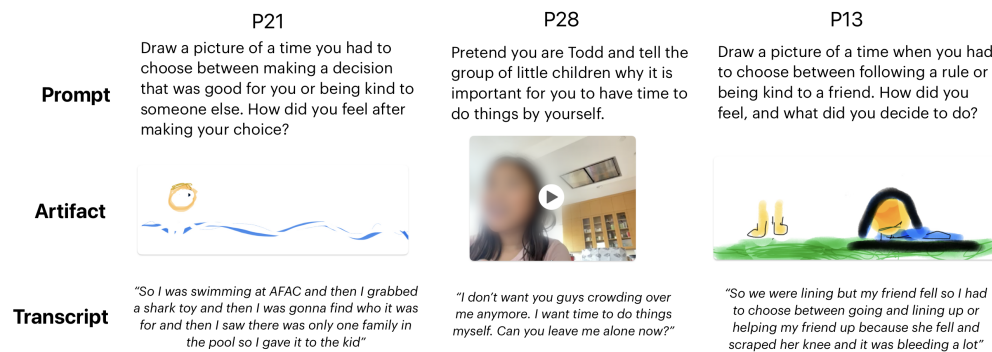 P21
P28
P13
Prompt
Draw a picture of a time you had to
choose between making a decision
that was good for you or being kind to
someone else. How did you feel after
making your choice?
Pretend you are Todd and tell the
group of little children why it is
important for you to have time to
do things by yourself.
Draw a picture of a time when you had
to choose between following a rule or
being kind to a friend. How did you
feel, and what did you decide to do?
Artifact
Transcript
“So I was swimming at AFAC and then I grabbed
a shark toy and then I was gonna find who it was
for and then I saw there was only one family in
the pool so I gave it to the kid“
“I don’t want you guys crowding over
me anymore. I want time to do things
myself. Can you leave me alone now?”
“So we were lining but my friend fell so I had
to choose between going and lining up or
helping my friend up because she fell and
scraped her knee and it was bleeding a lot”